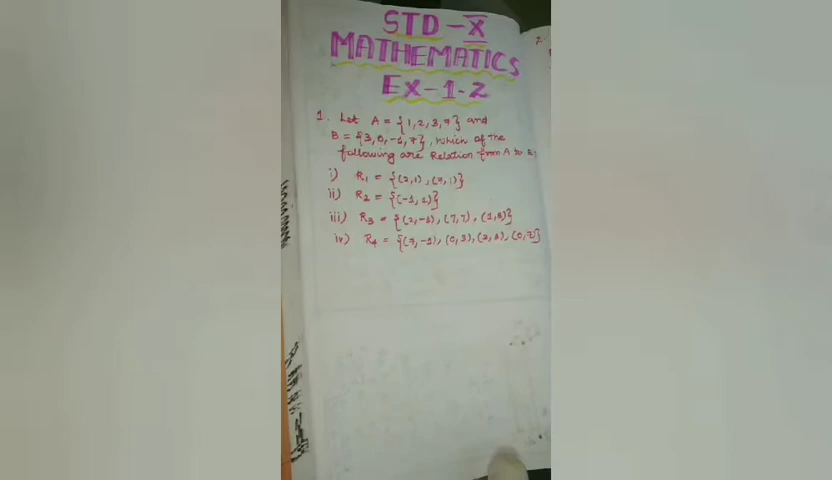 STD - X
MATHEMATICS
EX-1.2
1. Let A = {1,2,3,7} and
B = {3,0,-1,7}, which of the
following are Relation from A to B;
i) R1 = {(2,1), (7,1)}
ii) R2 = {(-1,1)}
iii) R3 = {(2,-1), (7,7), (1,3)}
iv) R4 = {(7,-1), (0,3), (3,3), (0,7)}
2.